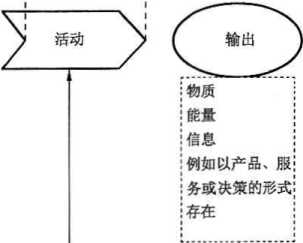 活动
输出
物质
能量
信息
例如以产品、服
务或决策的形式
存在